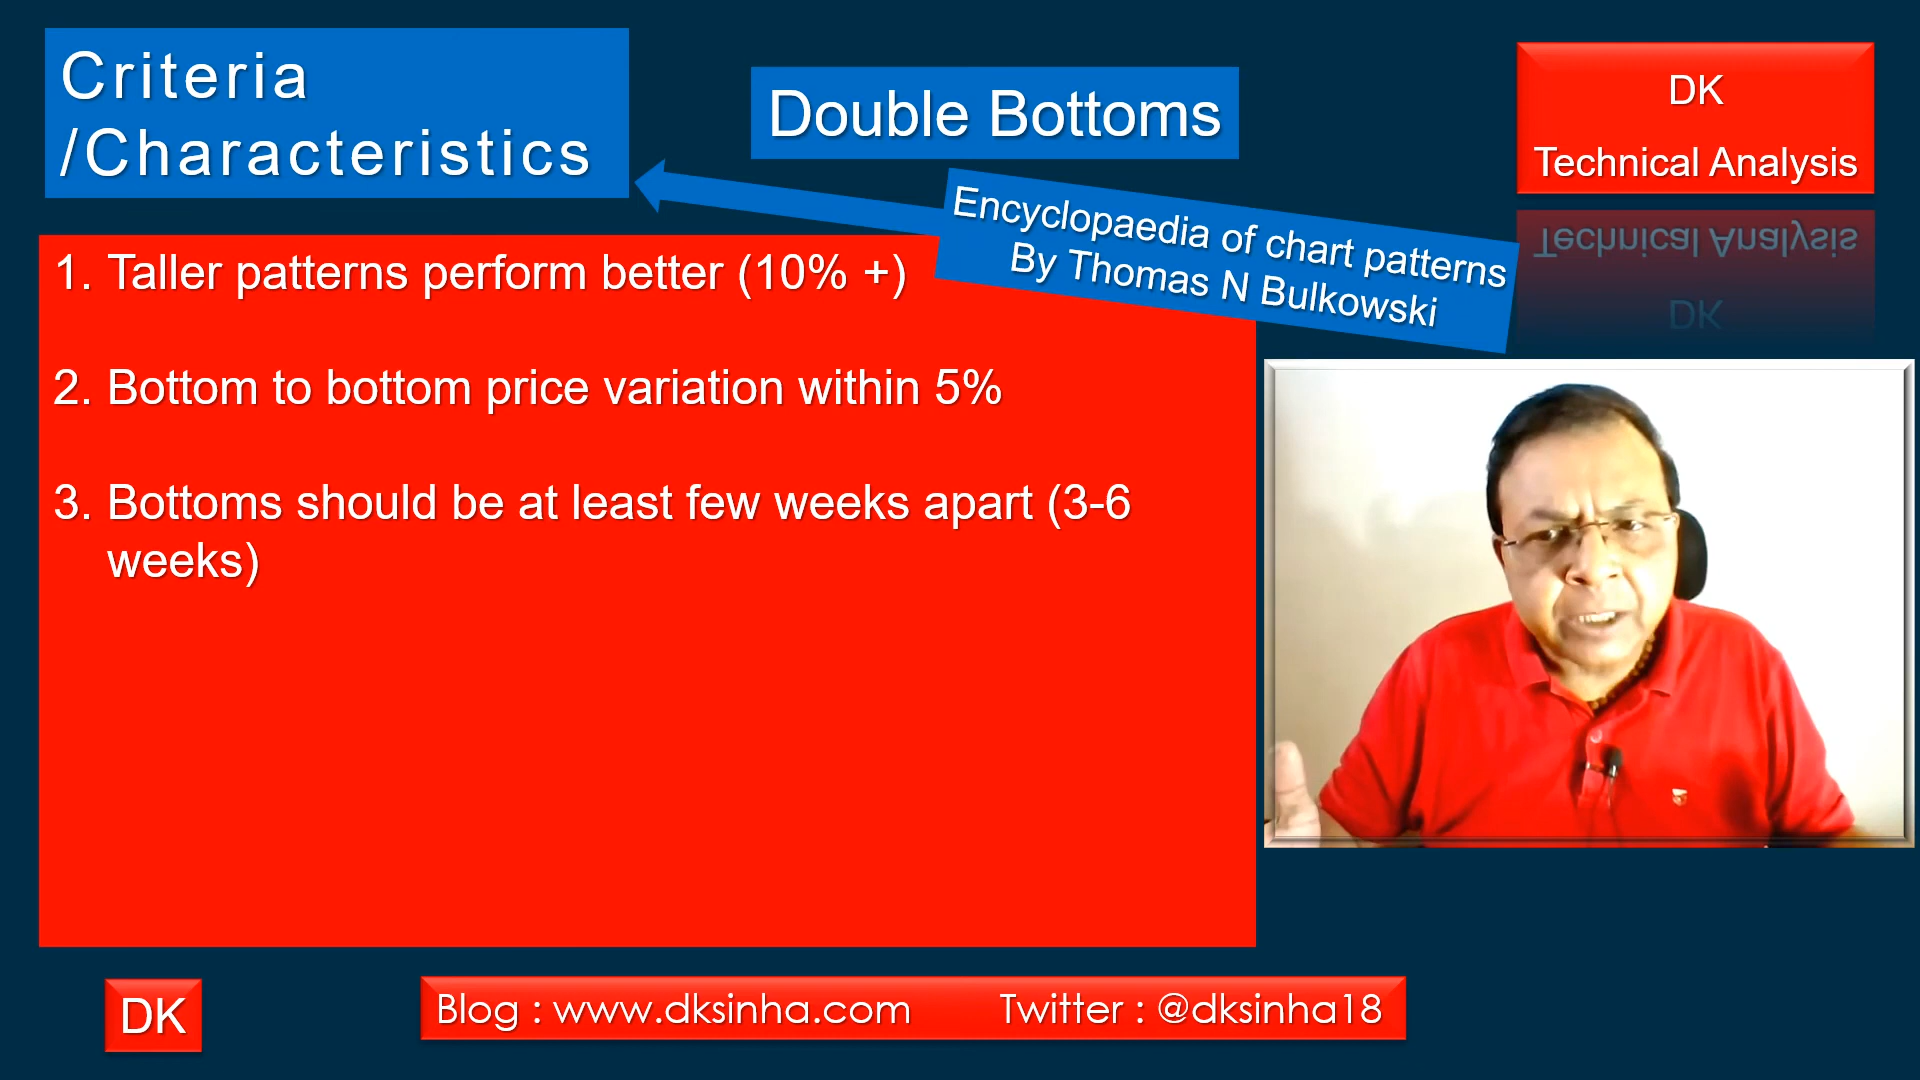 Criteria
/Characteristics
Double Bottoms
DK
Technical Analysis
Encyclopaedia of chart patterns
By Thomas N Bulkowski
1. Taller patterns perform better (10% +)
2. Bottom to bottom price variation within 5%
3. Bottoms should be at least few weeks apart (3-6
weeks)
DK
Blog : www.dksinha.com Twitter : @dksinha18